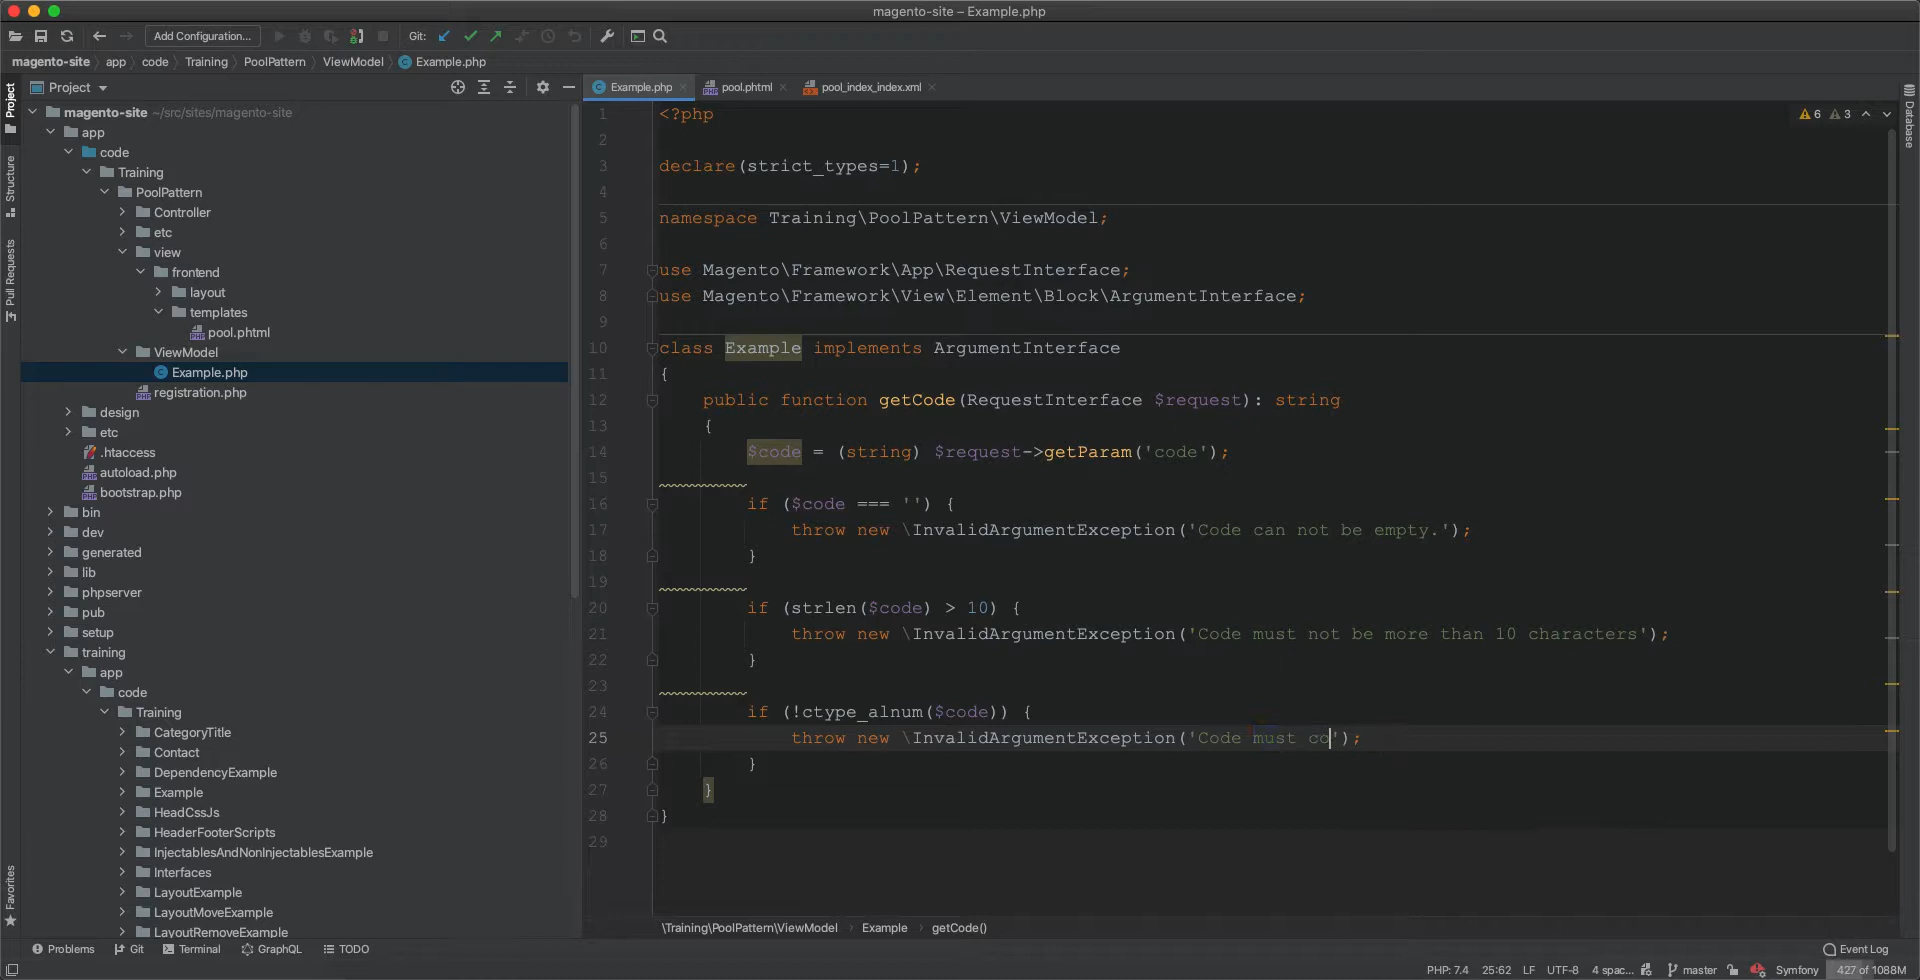 magento-site – Example.php
Add Configuration...
Git:
magento-site app code Training PoolPattern ViewModel Example.php
Project
Project
Structure
Pull Requests
Favorites
magento-site ~/src/sites/magento-site
app
code
Training
PoolPattern
Controller
etc
view
frontend
layout
templates
pool.phtml
ViewModel
Example.php
registration.php
design
etc
.htaccess
autoload.php
bootstrap.php
bin
dev
generated
lib
phpserver
pub
setup
training
app
code
Training
CategoryTitle
Contact
DependencyExample
Example
HeadCssJs
HeaderFooterScripts
InjectablesAndNonInjectablesExample
Interfaces
LayoutExample
LayoutMoveExample
LayoutRemoveExample
Example.php pool.phtml pool_index_index.xml
6 3
Database
1 <?php
2
3 declare(strict_types=1);
4
5 namespace Training\PoolPattern\ViewModel;
6
7 use Magento\Framework\App\RequestInterface;
8 use Magento\Framework\View\Element\Block\ArgumentInterface;
9
10 class Example implements ArgumentInterface
11 {
12 public function getCode(RequestInterface $request): string
13 {
14 $code = (string) $request->getParam('code');
15
16 if ($code === '') {
17 throw new \InvalidArgumentException('Code can not be empty.');
18 }
19
20 if (strlen($code) > 10) {
21 throw new \InvalidArgumentException('Code must not be more than 10 characters');
22 }
23
24 if (!ctype_alnum($code)) {
25 throw new \InvalidArgumentException('Code must co');
26 }
27 }
28 }
29
\Training\PoolPattern\ViewModel Example getCode()
Problems Git Terminal GraphQL TODO
Event Log
PHP: 7.4 25:62 LF UTF-8 4 spac... master Symfony 427 of 1088M